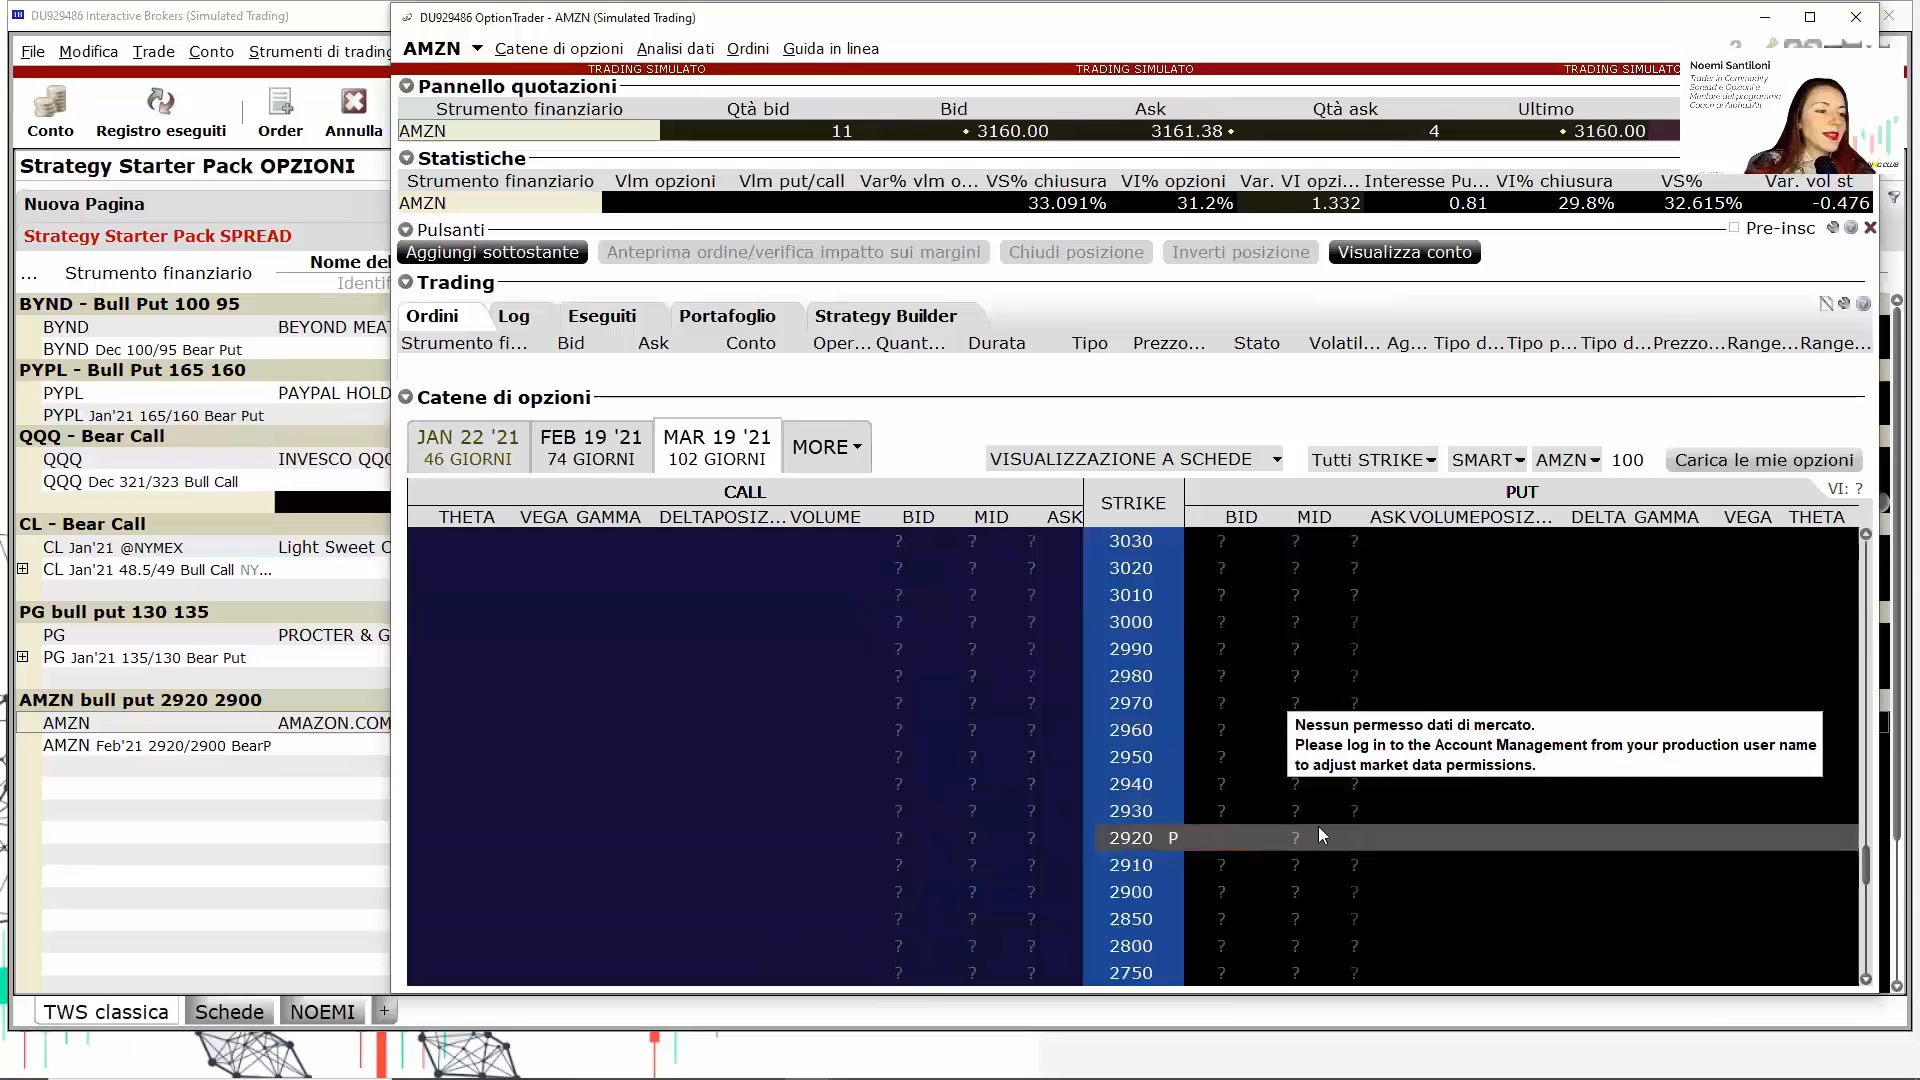 DU929486 Interactive Brokers (Simulated Trading)
File Modifica Trade Conto Strumenti di trading
Conto Registro eseguiti Order Annulla
Strategy Starter Pack OPZIONI
Nuova Pagina
Strategy Starter Pack SPREAD
... Strumento finanziario Nome del
Identif
BYND - Bull Put 100 95
BYND BEYOND MEA
BYND Dec 100/95 Bear Put
PYPL - Bull Put 165 160
PYPL PAYPAL HOLD
PYPL Jan'21 165/160 Bear Put
QQQ - Bear Call
QQQ INVESCO QQQ
QQQ Dec 321/323 Bull Call
CL - Bear Call
CL Jan'21 @NYMEX Light Sweet C
CL Jan'21 48.5/49 Bull Call NY...
PG bull put 130 135
PG PROCTER & G
PG Jan'21 135/130 Bear Put
AMZN bull put 2920 2900
AMZN AMAZON.COM
AMZN Feb'21 2920/2900 BearP
TWS classica Schede NOEMI +
DU929486 OptionTrader - AMZN (Simulated Trading)
AMZN Catene di opzioni Analisi dati Ordini Guida in linea
TRADING SIMULATO TRADING SIMULATO TRADING SIMULATO
Noemi Santiloni
Trader in Commodity
Spread e Opzioni e
Mentore del programma
Pannello quotazioni
Strumento finanziario Qtà bid Bid Ask Qtà ask Ultimo
AMZN 11 3160.00 3161.38 4 3160.00
Statistiche
Strumento finanziario Vlm opzioni Vlm put/call Var% vlm o... VS% chiusura VI% opzioni Var. VI opzi... Interesse Pu... VI% chiusura VS% Var. vol st
AMZN 33.091% 31.2% 1.332 0.81 29.8% 32.615% -0.476
Pulsanti Pre-insc
Aggiungi sottostante Anteprima ordine/verifica impatto sui margini Chiudi posizione Inverti posizione Visualizza conto
Trading
Ordini Log Eseguiti Portafoglio Strategy Builder
Strumento fi... Bid Ask Conto Oper... Quant... Durata Tipo Prezzo... Stato Volatil... Ag... Tipo d... Tipo p... Tipo d... Prezzo... Range... Range...
Catene di opzioni
JAN 22 '21 FEB 19 '21 MAR 19 '21 MORE
46 GIORNI 74 GIORNI 102 GIORNI
VISUALIZZAZIONE A SCHEDE Tutti STRIKE SMART AMZN 100 Carica le mie opzioni
CALL STRIKE PUT VI: ?
THETA VEGA GAMMA DELTA POSIZ... VOLUME BID MID ASK BID MID ASK VOLUME POSIZ... DELTA GAMMA VEGA THETA
? ? ? 3030 ? ? ?
? ? ? 3020 ? ? ?
? ? ? 3010 ? ? ?
? ? ? 3000 ? ? ?
? ? ? 2990 ? ? ?
? ? ? 2980 ? ? ?
? ? ? 2970 ? ? ?
? ? ? 2960 ?
? ? ? 2950 ?
? ? ? 2940 ? ? ?
? ? ? 2930 ? ? ?
? ? ? 2920 P ?
? ? ? 2910 ? ? ?
? ? ? 2900 ? ? ?
? ? ? 2850 ? ? ?
? ? ? 2800 ? ? ?
? ? ? 2750 ? ? ?
Nessun permesso dati di mercato.
Please log in to the Account Management from your production user name
to adjust market data permissions.